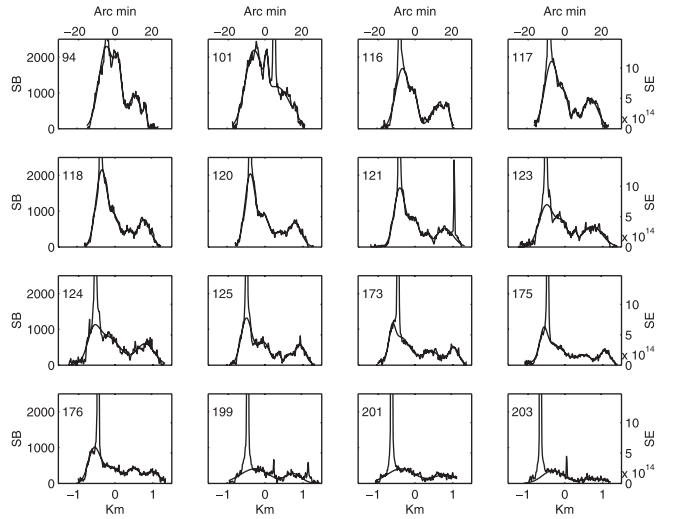 Arc min Arc min Arc min Arc min
−20 0 20 −20 0 20 −20 0 20 −20 0 20
2000 1000 0 SB 94 101 116 117 10 5 0 SE x 10^14
2000 1000 0 SB 118 120 121 123 10 5 0 SE x 10^14
2000 1000 0 SB 124 125 173 175 10 5 0 SE x 10^14
2000 1000 0 SB 176 199 201 203 10 5 0 SE x 10^14
−1 0 1 −1 0 1 −1 0 1 −1 0 1
Km Km Km Km